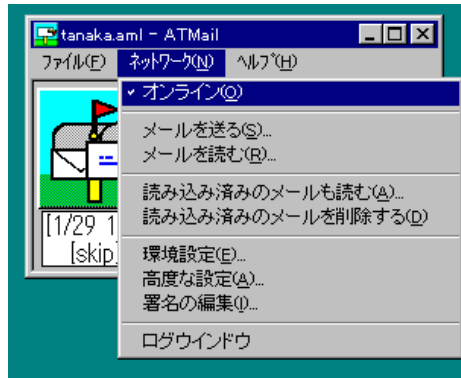 tanaka.aml - ATMail
ファイル(F) ネットワーク(N) ヘルプ(H)
オンライン(O)
メールを送る(S)...
メールを読む(R)...
読み込み済みのメールも読む(A)...
読み込み済みのメールを削除する(D)
[1/29 1
[skip]
環境設定(E)...
高度な設定(A)...
署名の編集(I)...
ログウインドウ